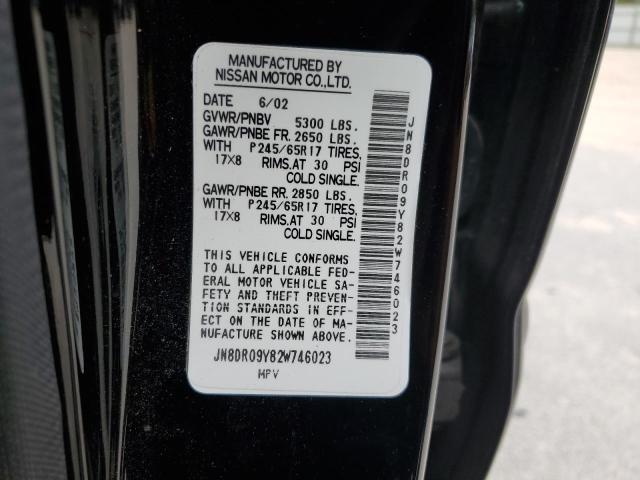 MANUFACTURED BY
NISSAN MOTOR CO.,LTD.
DATE 6/02
GVWR/PNBV 5300 LBS.
GAWR/PNBE FR. 2650 LBS.
WITH P245/65R17 TIRES,
17X8 RIMS,AT 30 PSI
COLD SINGLE.
GAWR/PNBE RR. 2850 LBS.
WITH P245/65R17 TIRES,
17X8 RIMS,AT 30 PSI
COLD SINGLE.
THIS VEHICLE CONFORMS
TO ALL APPLICABLE FED-
ERAL MOTOR VEHICLE SA-
FETY AND THEFT PREVEN-
TION STANDARDS IN EFF-
ECT ON THE DATE OF MA-
NUFACTURE SHOWN ABOVE.
JN8DR09Y82W746023
MPV
JN8DR09Y82W746023